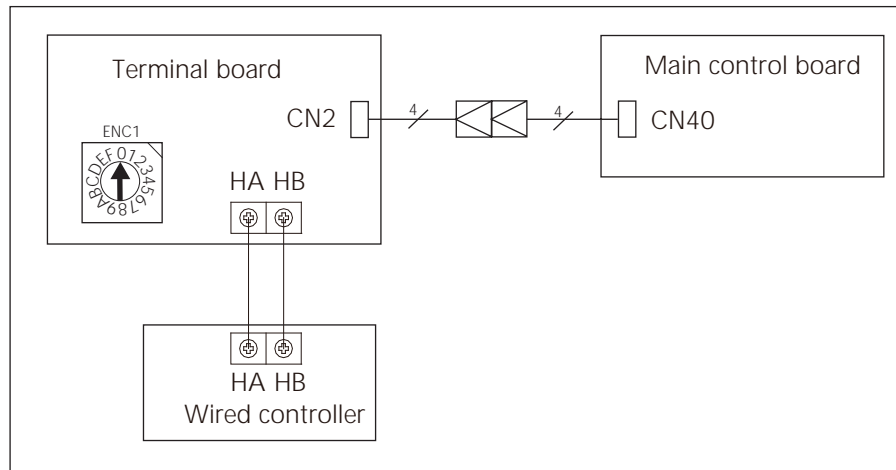 Terminal board
Main control board
CN2
4
4
CN40
ENC1
0123456789ABCDEF
HA HB
HA HB
Wired controller